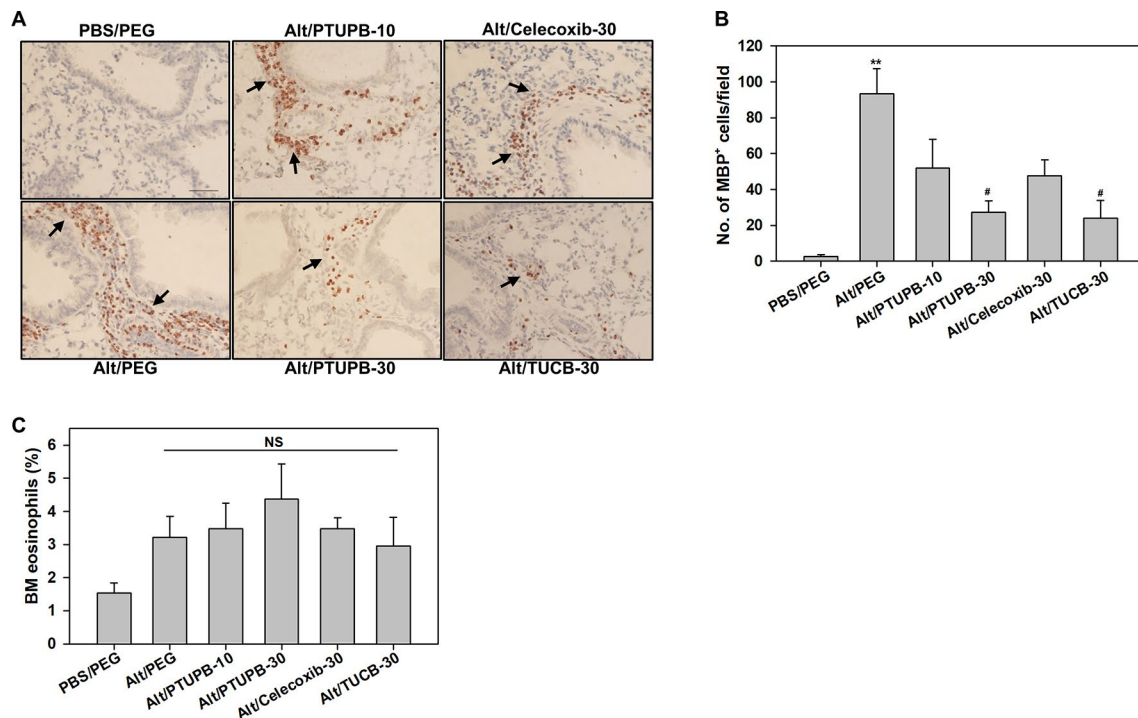 A
PBS/PEG
Alt/PTUPB-10
Alt/Celecoxib-30
Alt/PEG
Alt/PTUPB-30
Alt/TUCB-30
B
No. of MBP⁺ cells/field
120
100
80
60
40
20
0
**
#
#
PBS/PEG
Alt/PEG
Alt/PTUPB-10
Alt/PTUPB-30
Alt/Celecoxib-30
Alt/TUCB-30
C
BM eosinophils (%)
6
5
4
3
2
1
0
NS
PBS/PEG
Alt/PEG
Alt/PTUPB-10
Alt/PTUPB-30
Alt/Celecoxib-30
Alt/TUCB-30